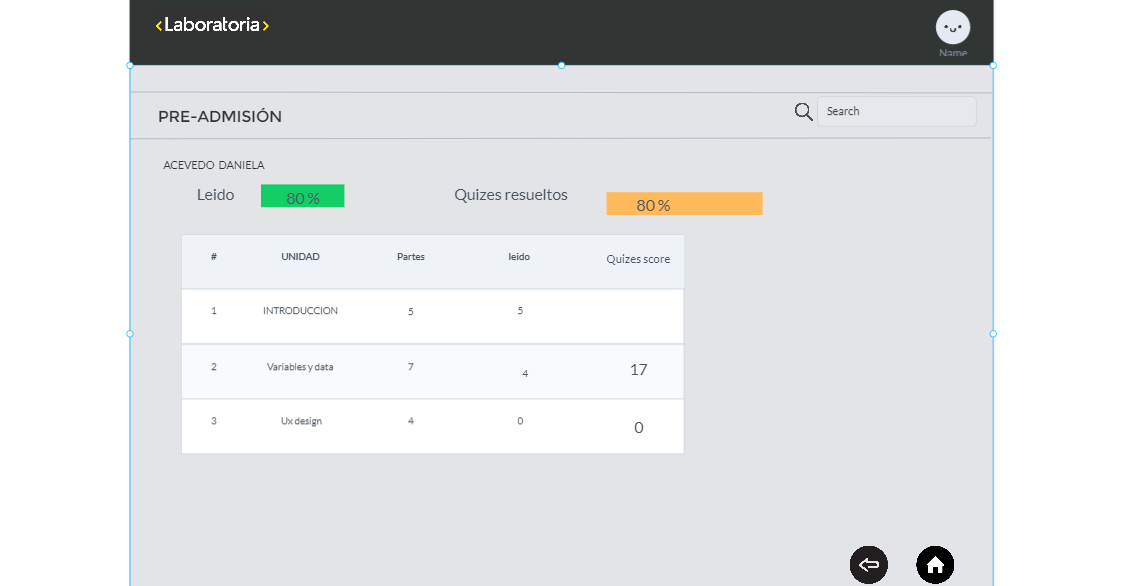 <Laboratoria>
Name
PRE-ADMISIÓN
Search
ACEVEDO DANIELA
Leido 80 % Quizes resueltos 80 %
# UNIDAD Partes leido Quizes score
1 INTRODUCCION 5 5
2 Variables y data 7 4 17
3 Ux design 4 0 0